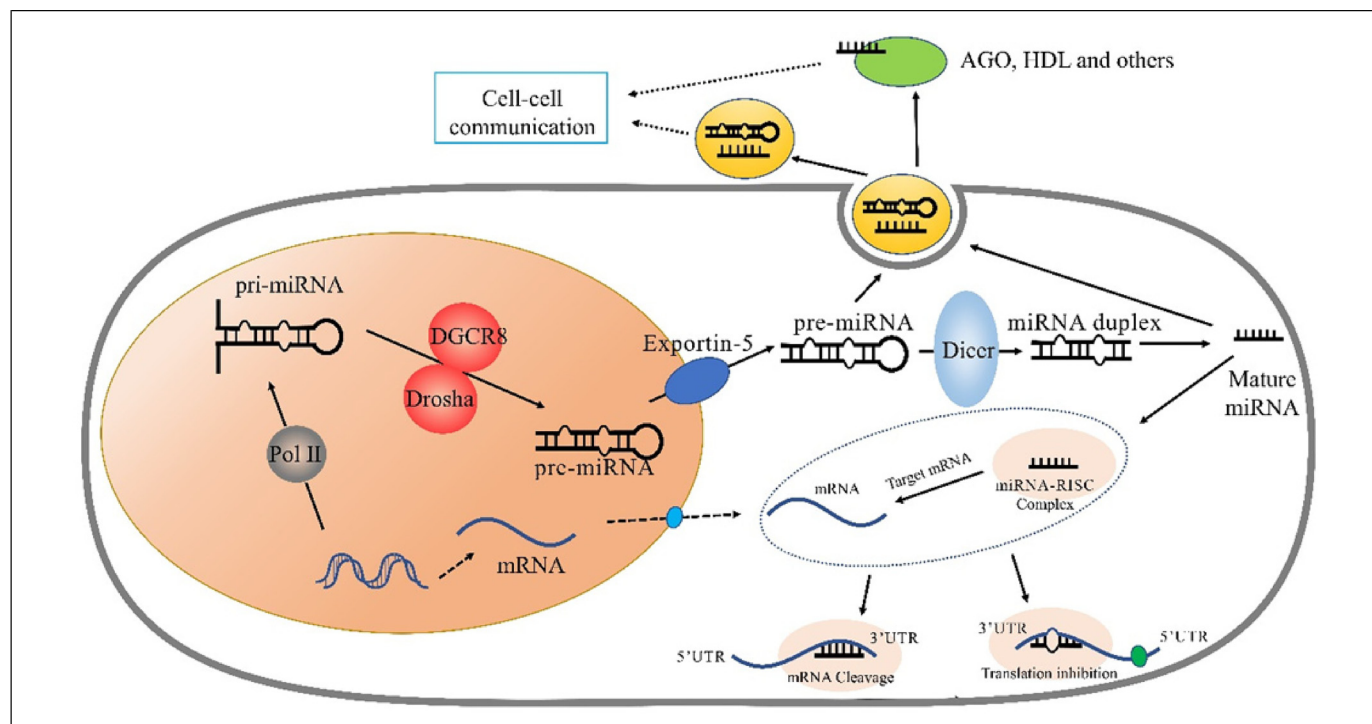 AGO, HDL and others
Cell-cell
communication
pri-miRNA
DGCR8
Drosha
Exportin-5
pre-miRNA
Dicer
miRNA duplex
Mature
miRNA
Pol II
pre-miRNA
mRNA
mRNA
Target mRNA
miRNA-RISC
Complex
5'UTR
3'UTR
mRNA Cleavage
3'UTR
5'UTR
Translation inhibition